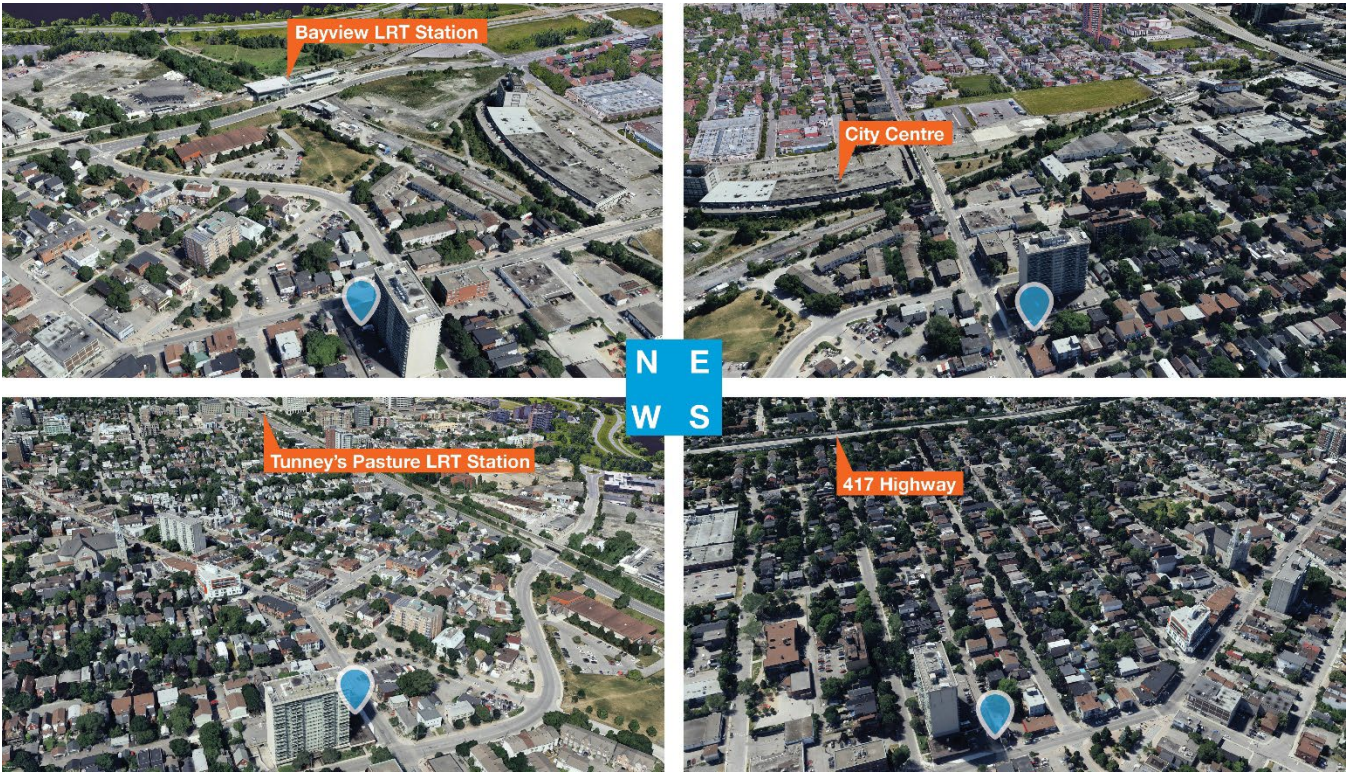 Bayview LRT Station
City Centre
N E
W S
Tunney's Pasture LRT Station
417 Highway